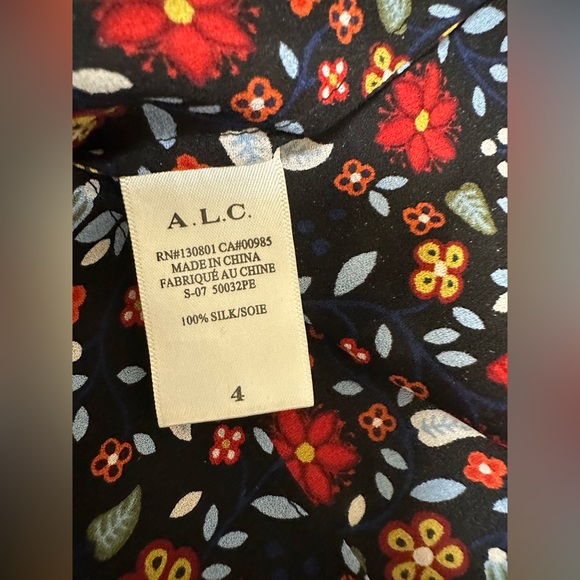 A.L.C.
RN#130801 CA#00985
MADE IN CHINA
FABRIQUÉ AU CHINE
S-07 50032PE
100% SILK/SOIE
4